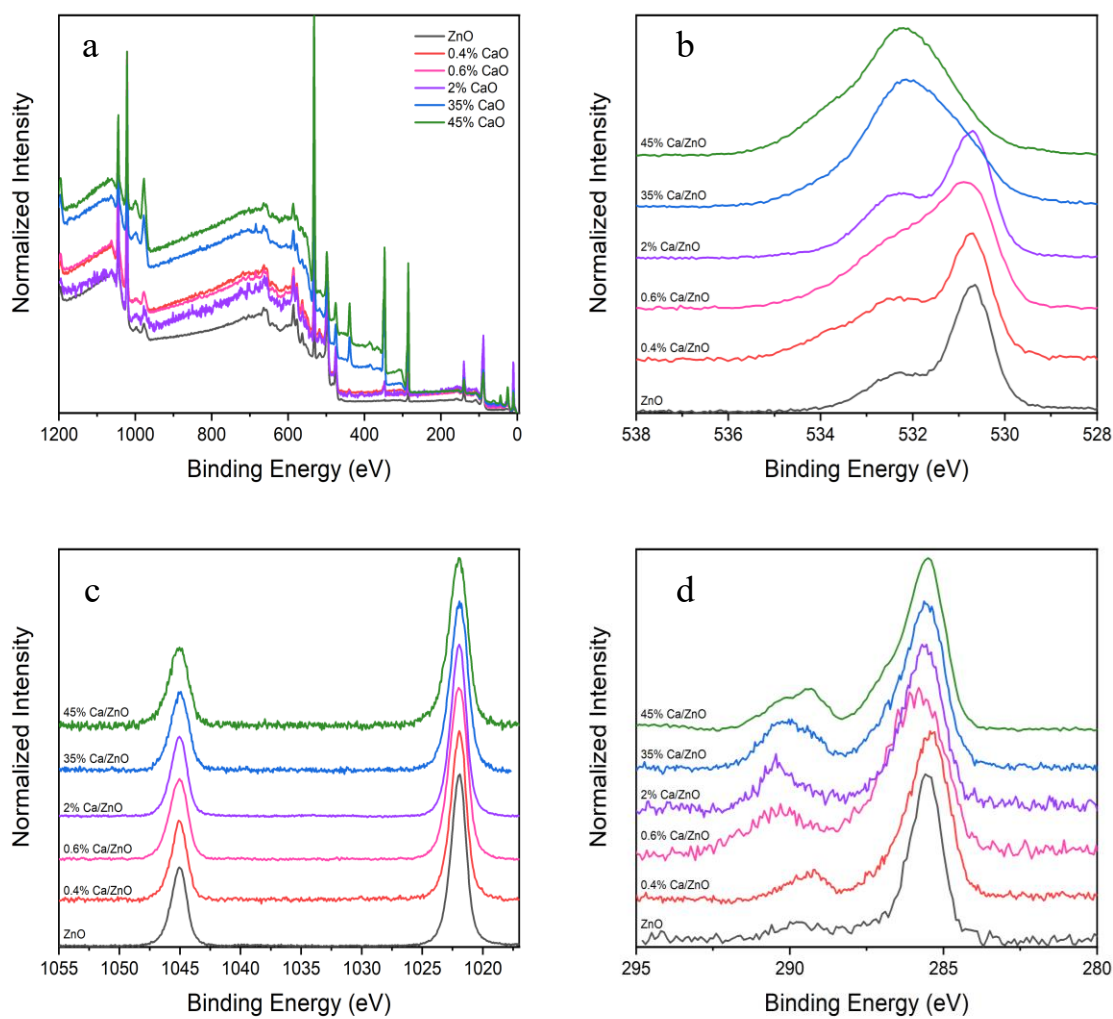 a
ZnO
0.4% CaO
0.6% CaO
2% CaO
35% CaO
45% CaO
Normalized Intensity
1200 1000 800 600 400 200 0
Binding Energy (eV)
b
45% Ca/ZnO
35% Ca/ZnO
2% Ca/ZnO
0.6% Ca/ZnO
0.4% Ca/ZnO
ZnO
Normalized Intensity
538 536 534 532 530 528
Binding Energy (eV)
c
45% Ca/ZnO
35% Ca/ZnO
2% Ca/ZnO
0.6% Ca/ZnO
0.4% Ca/ZnO
ZnO
Normalized Intensity
1055 1050 1045 1040 1035 1030 1025 1020
Binding Energy (eV)
d
45% Ca/ZnO
35% Ca/ZnO
2% Ca/ZnO
0.6% Ca/ZnO
0.4% Ca/ZnO
ZnO
Normalized Intensity
295 290 285 280
Binding Energy (eV)